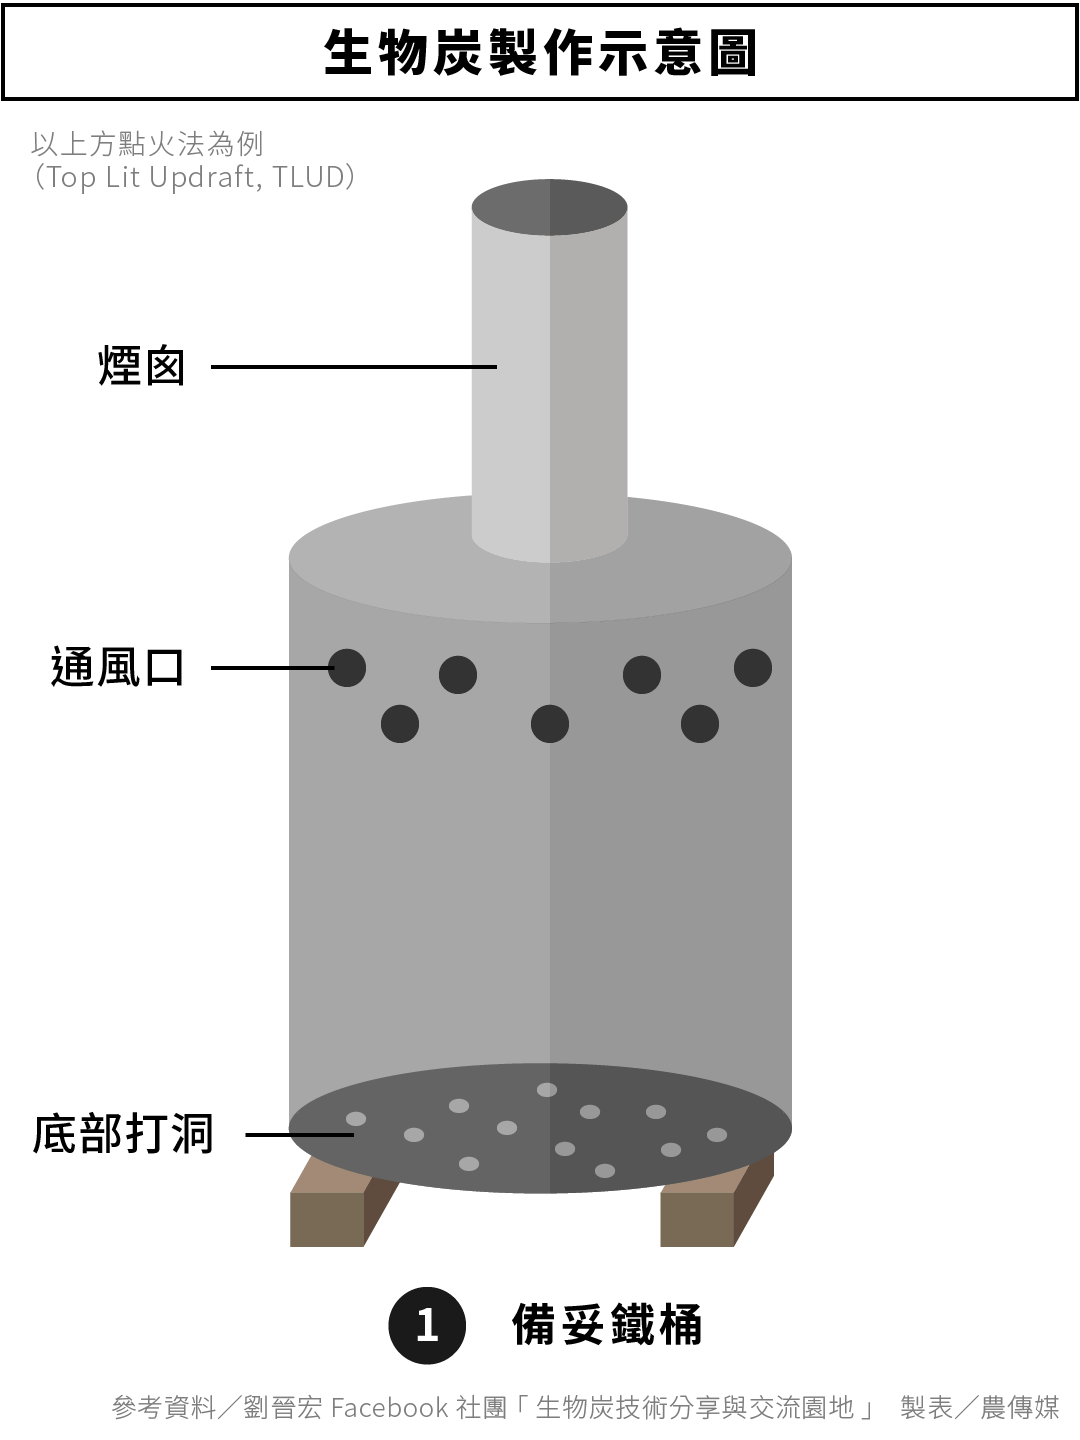 生物炭製作示意圖
以上方點火法為例
（Top Lit Updraft, TLUD）
煙囪
通風口
底部打洞
1 備妥鐵桶
參考資料／劉晉宏 Facebook 社團「生物炭技術分享與交流園地」 製表／農傳媒